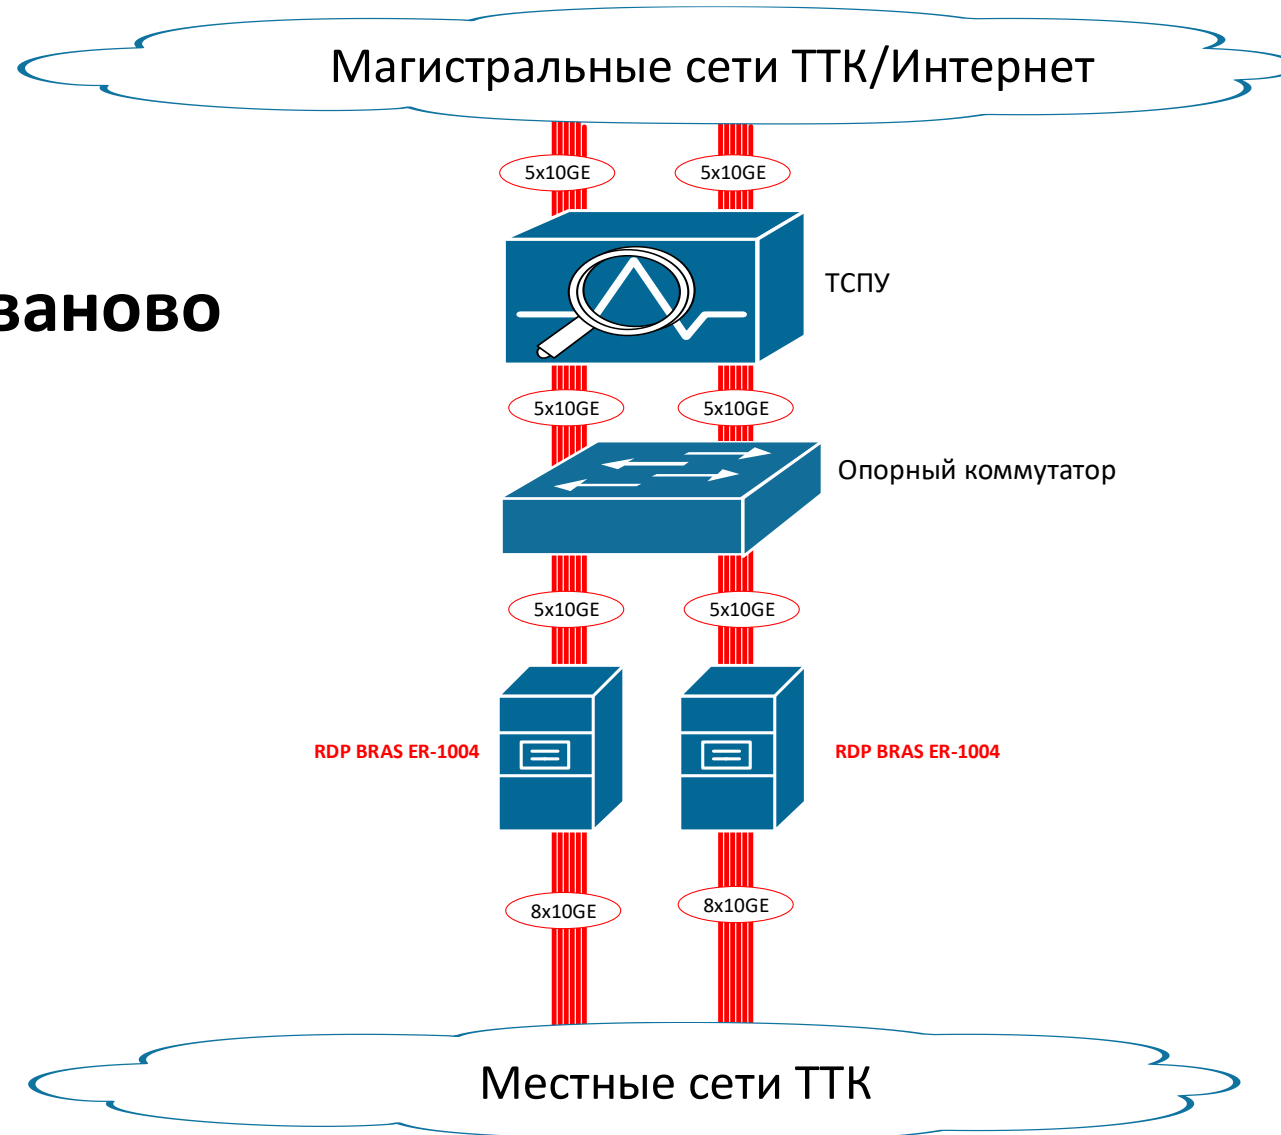 Магистральные сети ТТК/Интернет
5x10GE
5x10GE
ТСПУ
ваново
5x10GE
5x10GE
Опорный коммутатор
5x10GE
5x10GE
RDP BRAS ER-1004
RDP BRAS ER-1004
8x10GE
8x10GE
Местные сети ТТК